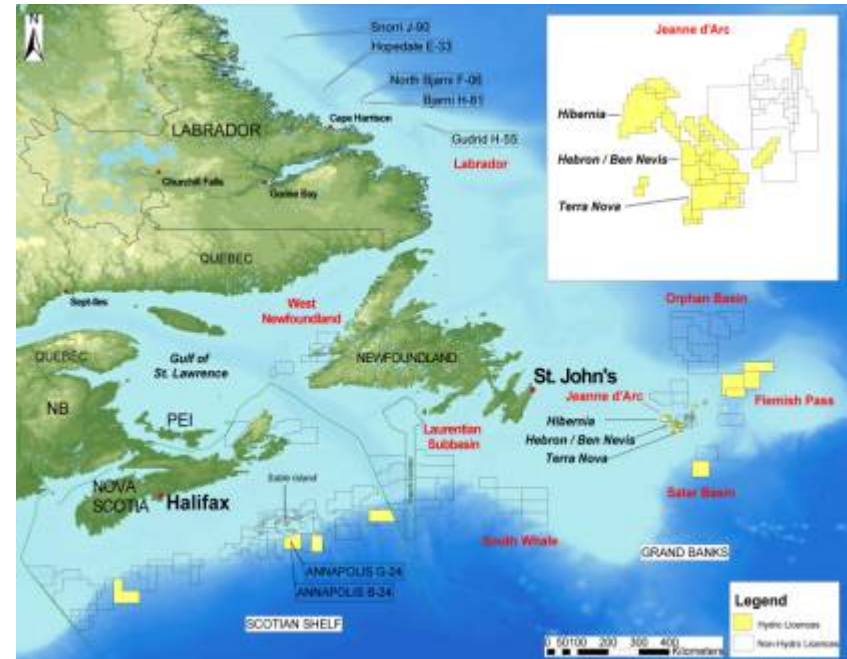 N
Snorri J-90
Hopedale E-33
North Bjarni F-06
Bjarni H-81
Cape Harrison
LABRADOR
Gudrid H-55
Labrador
Churchill Falls
Goose Bay
QUEBEC
Sept-Iles
West
Newfoundland
QUEBEC
Gulf of
St. Lawrence
NEWFOUNDLAND
NB
PEI
St. John's
Jeanne d'Arc
Hibernia
Hebron / Ben Nevis
Terra Nova
Laurentian
Subbasin
NOVA
SCOTIA
Halifax
Sable Island
South Whale
ANNAPOLIS G-24
ANNAPOLIS B-24
SCOTIAN SHELF
Jeanne d'Arc
Hibernia
Hebron / Ben Nevis
Terra Nova
Orphan Basin
Flemish Pass
Salar Basin
GRAND BANKS
Legend
Hydro Licences
Non-Hydro Licences
0 50100 200 300 400
Kilometers